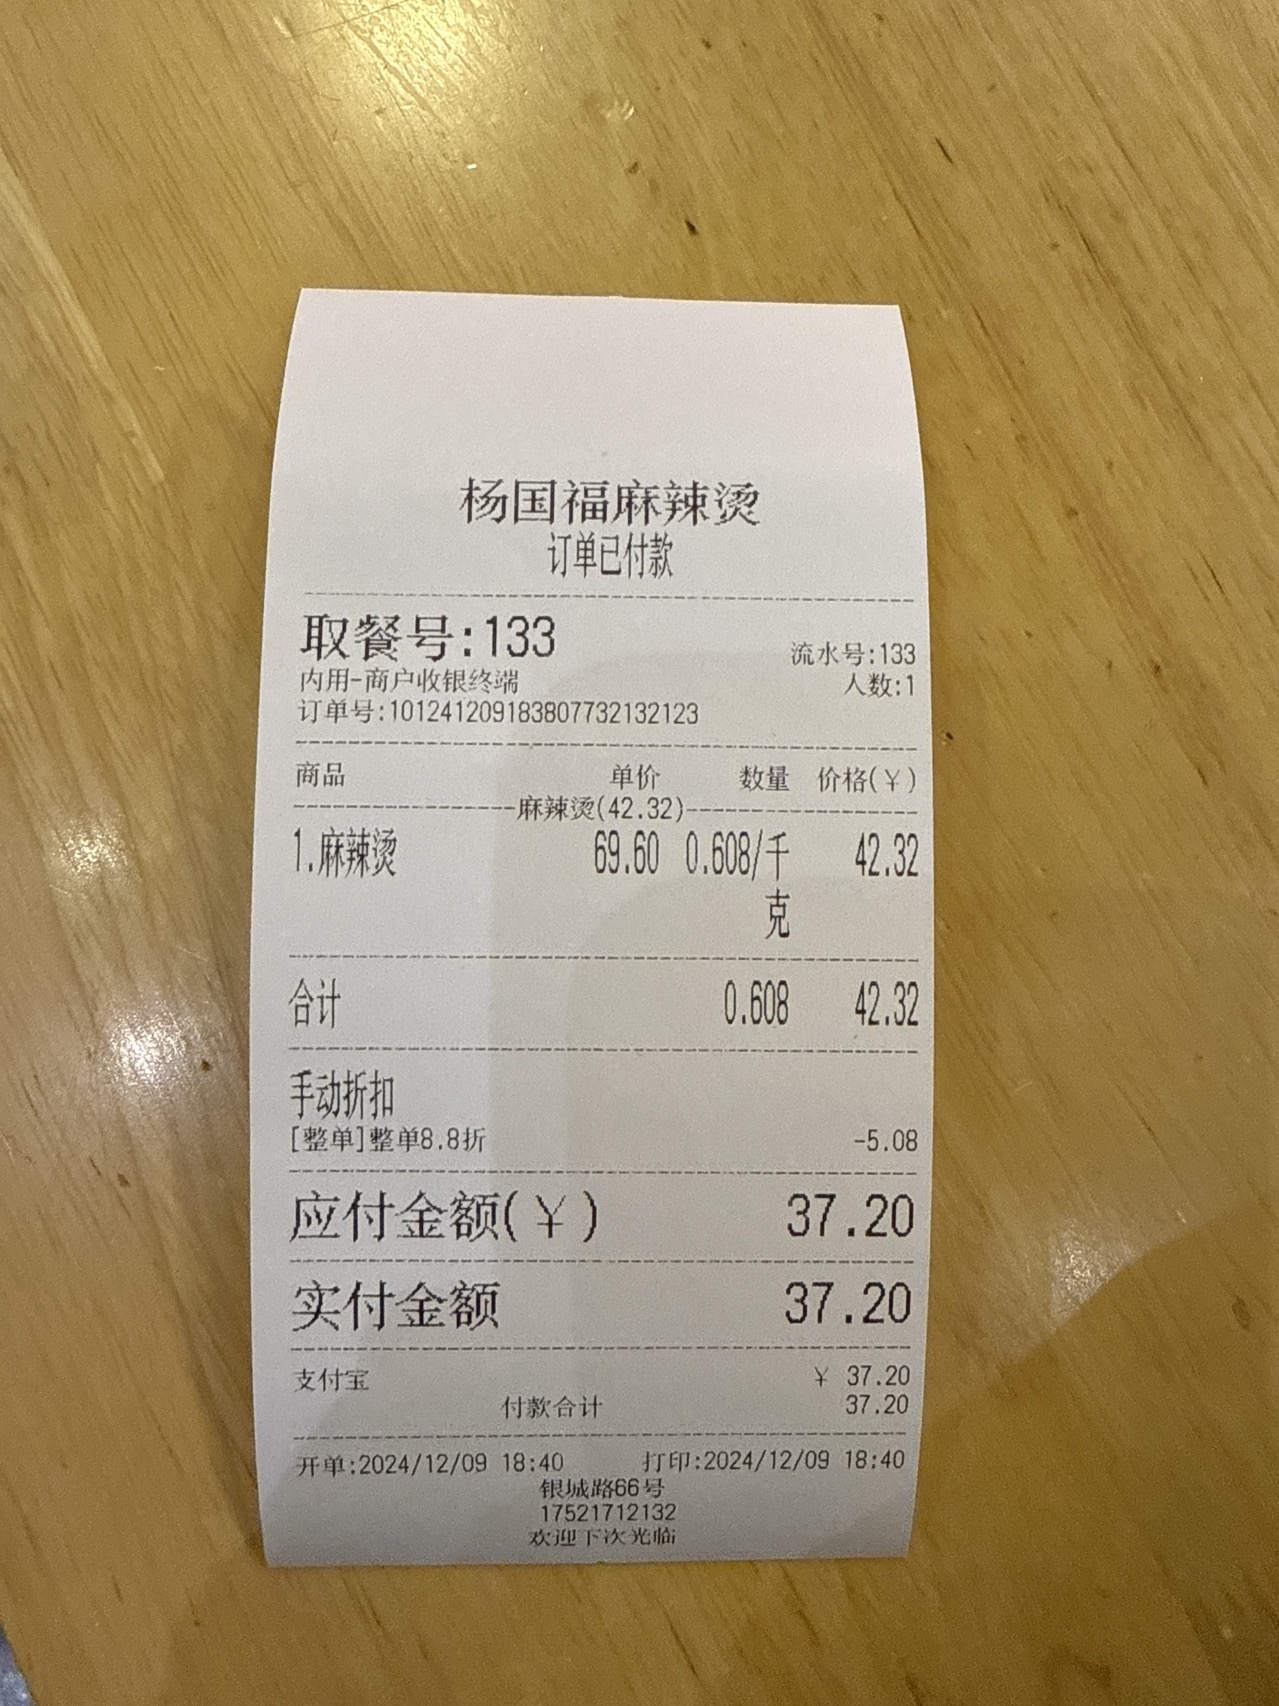 杨国福麻辣烫
订单已付款
取餐号:133
流水号:133
内用-商户收银终端 人数:1
订单号:101241209183807732132123
商品 单价 数量 价格(¥)
麻辣烫(42.32)
1.麻辣烫 69.60 0.608/千 42.32
克
合计 0.608 42.32
手动折扣
[整单]整单8.8折 -5.08
应付金额(¥) 37.20
实付金额 37.20
支付宝 ¥ 37.20
付款合计 37.20
开单:2024/12/09 18:40 打印:2024/12/09 18:40
银城路66号
17521712132
欢迎下次光临